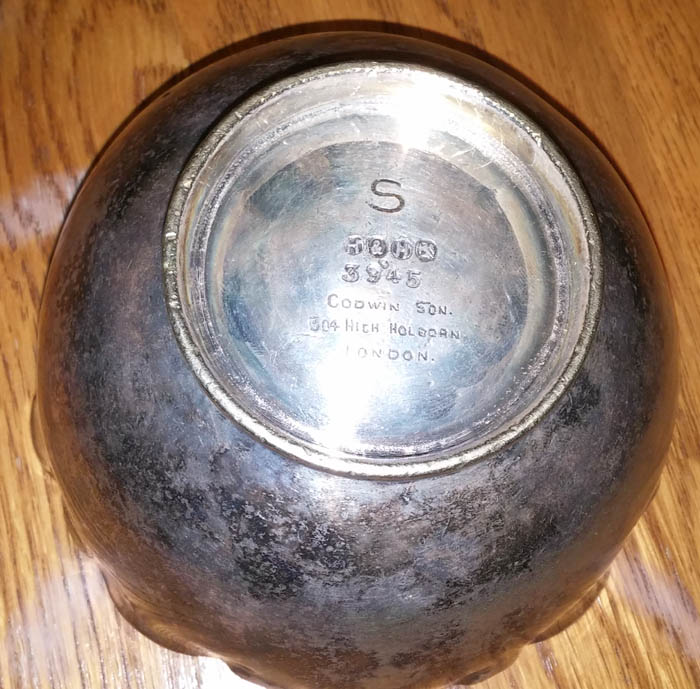 S
3945
GODWIN SON.
304 HIGH HOLBORN
LONDON.